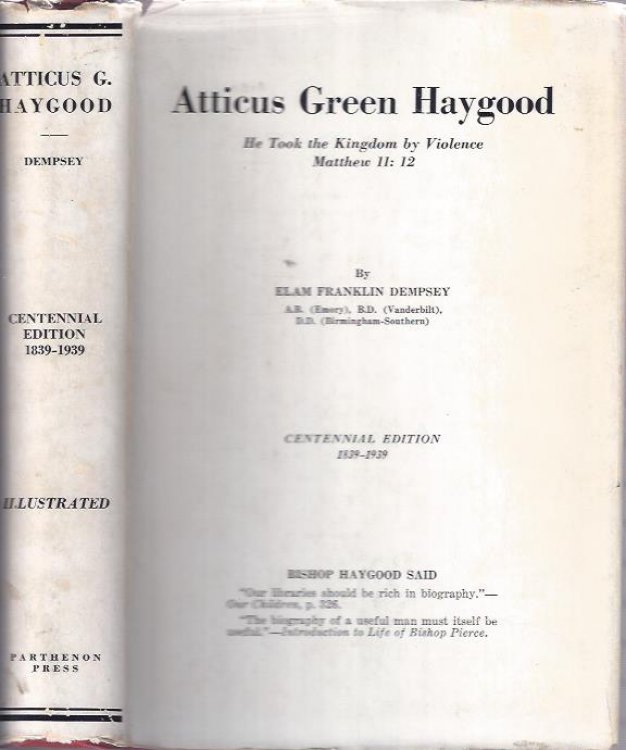 ATTICUS G.
HAYGOOD
DEMPSEY
CENTENNIAL
EDITION
1839-1939
ILLUSTRATED
PARTHENON
PRESS
Atticus Green Haygood
He Took the Kingdom by Violence
Matthew 11: 12
By
ELAM FRANKLIN DEMPSEY
A.B. (Emory), B.D. (Vanderbilt),
D.D. (Birmingham-Southern)
CENTENNIAL EDITION
1839-1939
BISHOP HAYGOOD SAID
"Our libraries should be rich in biography."—
Our Children, p. 326.
"The biography of a useful man must itself be
useful."—Introduction to Life of Bishop Pierce.